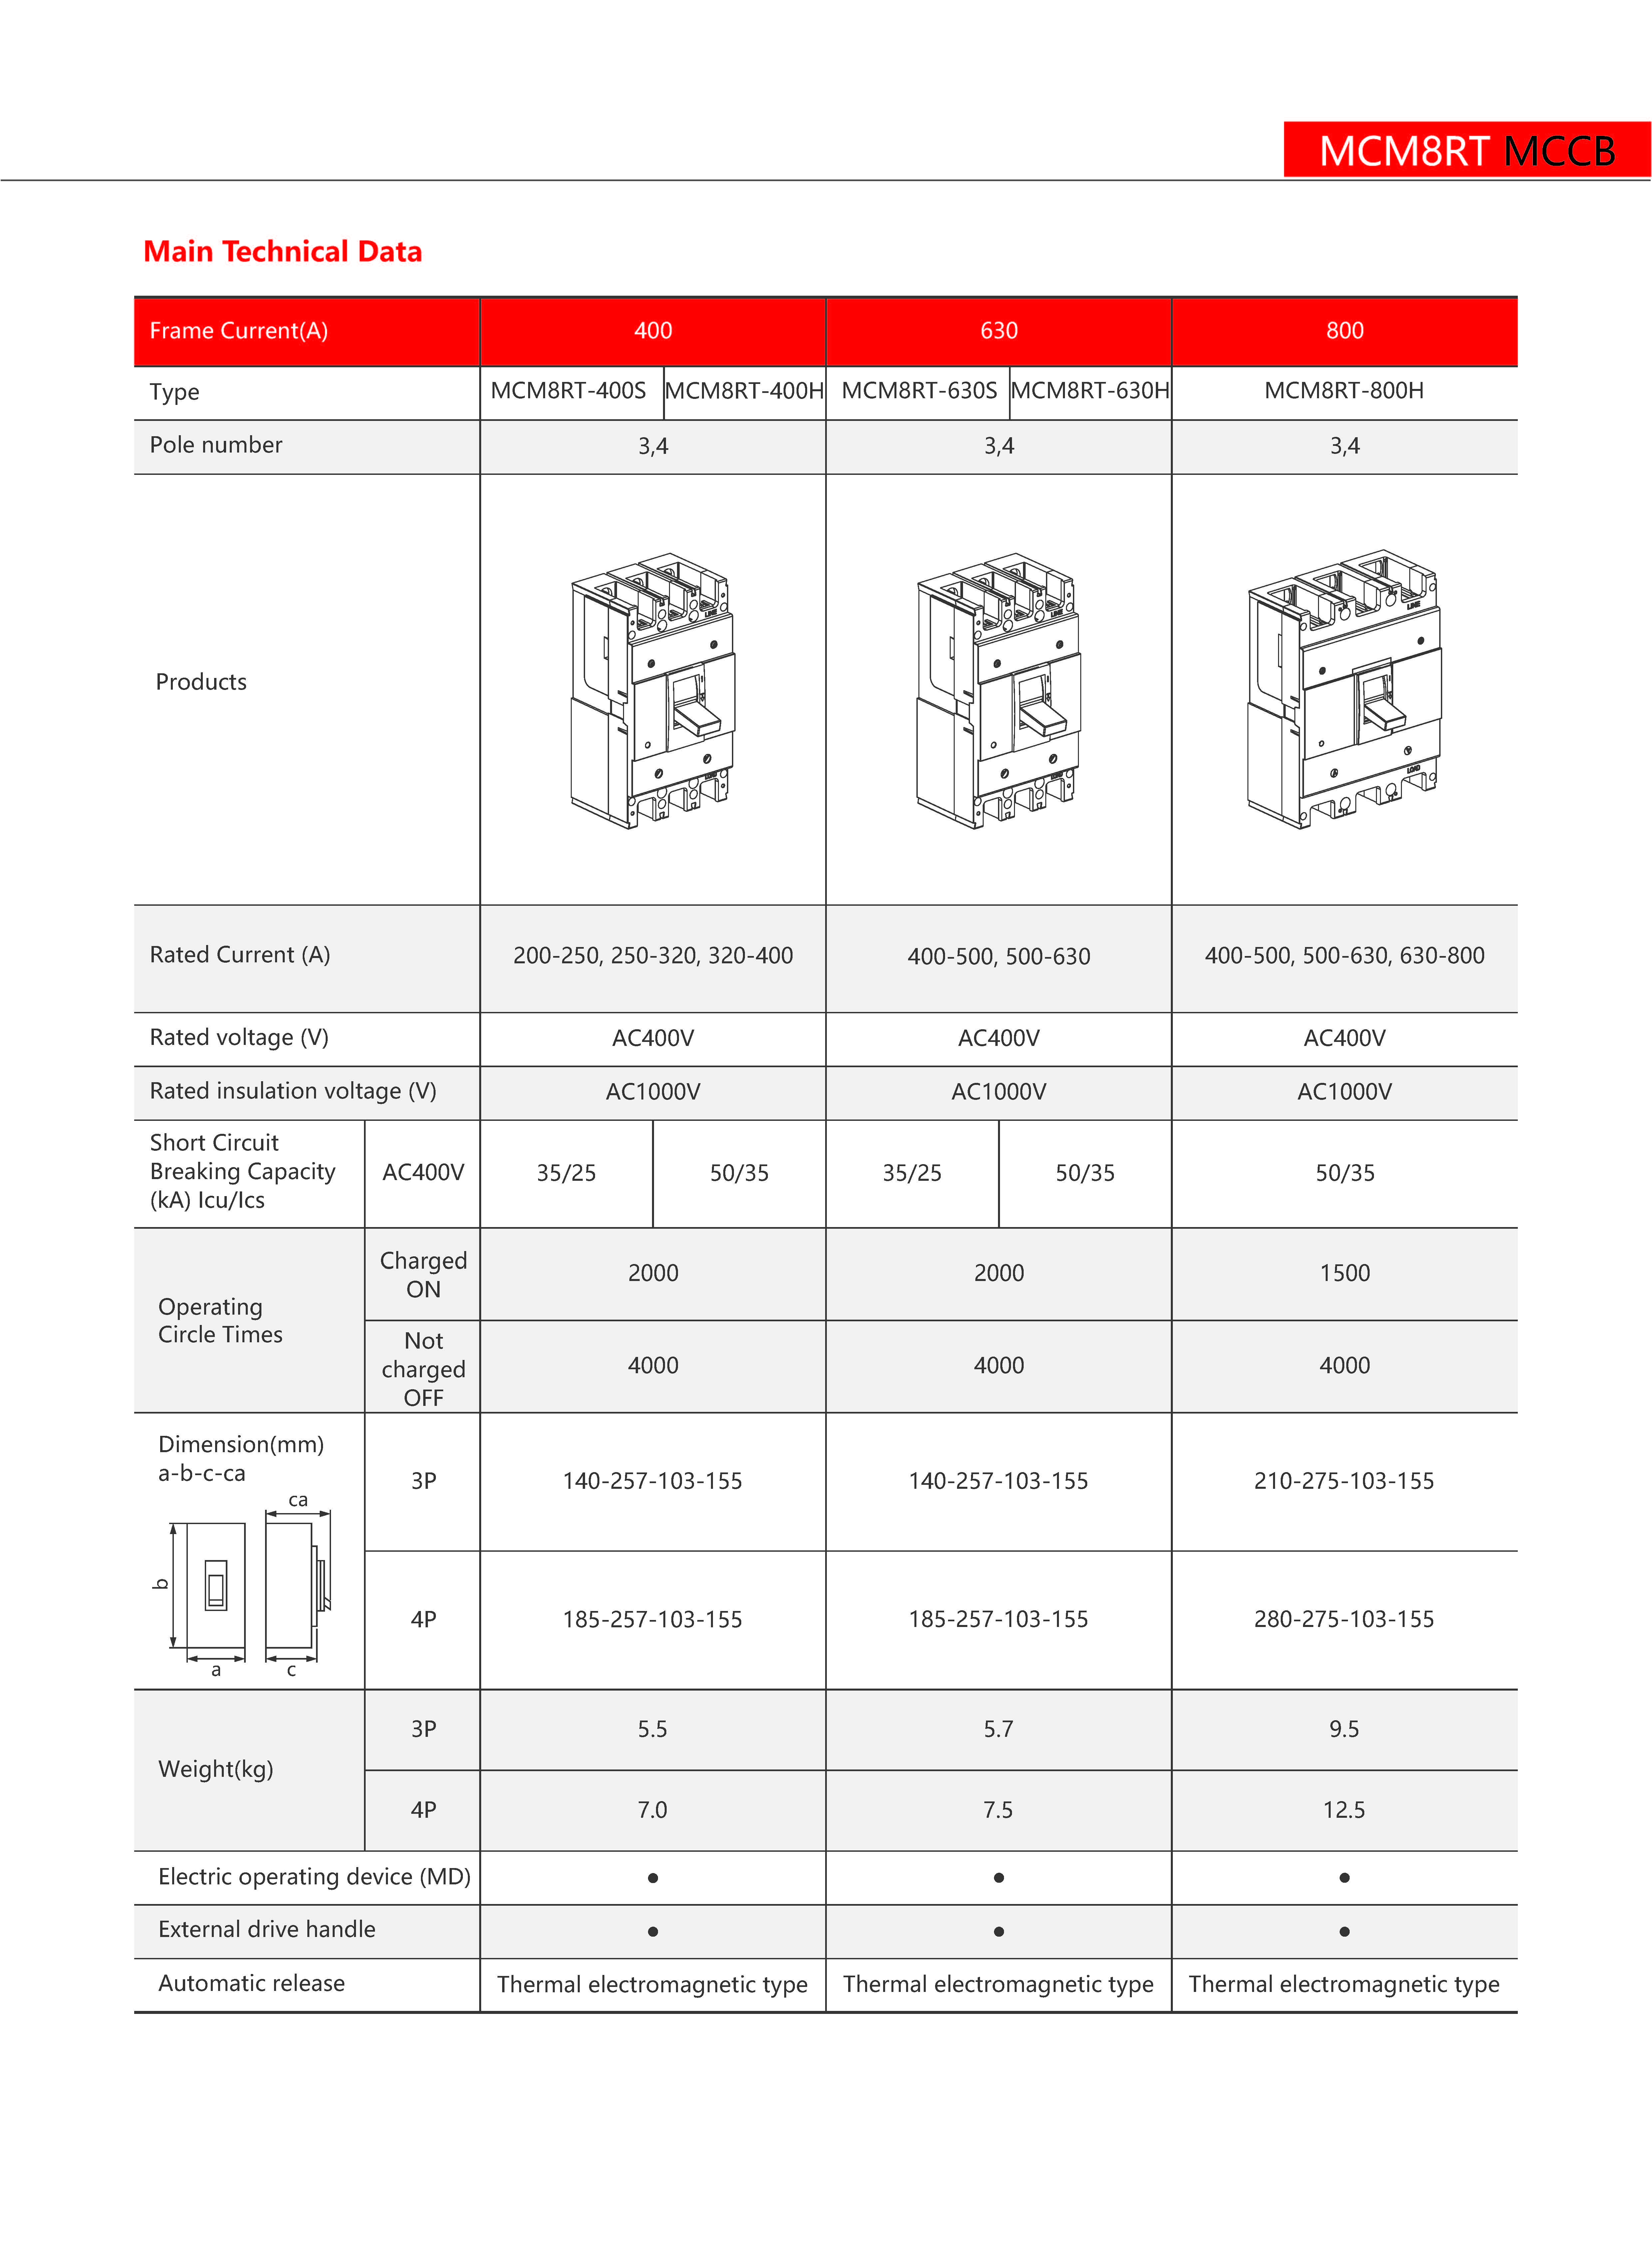 MCM8RT MCCB
Main Technical Data
Frame Current(A) 400 630 800
Type MCM8RT-400S MCM8RT-400H MCM8RT-630S MCM8RT-630H MCM8RT-800H
Pole number 3,4 3,4 3,4
Products
LINE LINE LINE
LOAD LOAD LOAD
Rated Current (A) 200-250, 250-320, 320-400 400-500, 500-630 400-500, 500-630, 630-800
Rated voltage (V) AC400V AC400V AC400V
Rated insulation voltage (V) AC1000V AC1000V AC1000V
Short Circuit
Breaking Capacity AC400V 35/25 50/35 35/25 50/35 50/35
(kA) Icu/Ics
Operating
Circle Times
Charged
ON
2000 2000 1500
Not
charged
OFF
4000 4000 4000
Dimension(mm)
a-b-c-ca
ca
b
a c
3P 140-257-103-155 140-257-103-155 210-275-103-155
4P 185-257-103-155 185-257-103-155 280-275-103-155
Weight(kg)
3P 5.5 5.7 9.5
4P 7.0 7.5 12.5
Electric operating device (MD) ● ● ●
External drive handle ● ● ●
Automatic release Thermal electromagnetic type Thermal electromagnetic type Thermal electromagnetic type